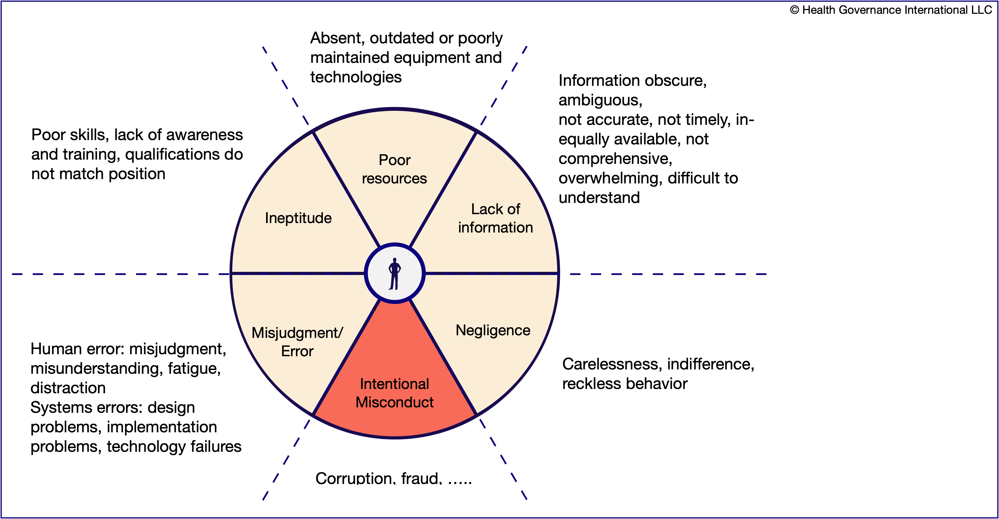 © Health Governance International LLC
Absent, outdated or poorly
maintained equipment and
technologies
Information obscure,
ambiguous,
not accurate, not timely, in-
equally available, not
comprehensive,
overwhelming, difficult to
understand
Poor skills, lack of awareness
and training, qualifications do
not match position
Poor
resources
Lack of
information
Ineptitude
Misjudgment/
Error
Negligence
Intentional
Misconduct
Human error: misjudgment,
misunderstanding, fatigue,
distraction
Systems errors: design
problems, implementation
problems, technology failures
Carelessness, indifference,
reckless behavior
Corruption, fraud, .....